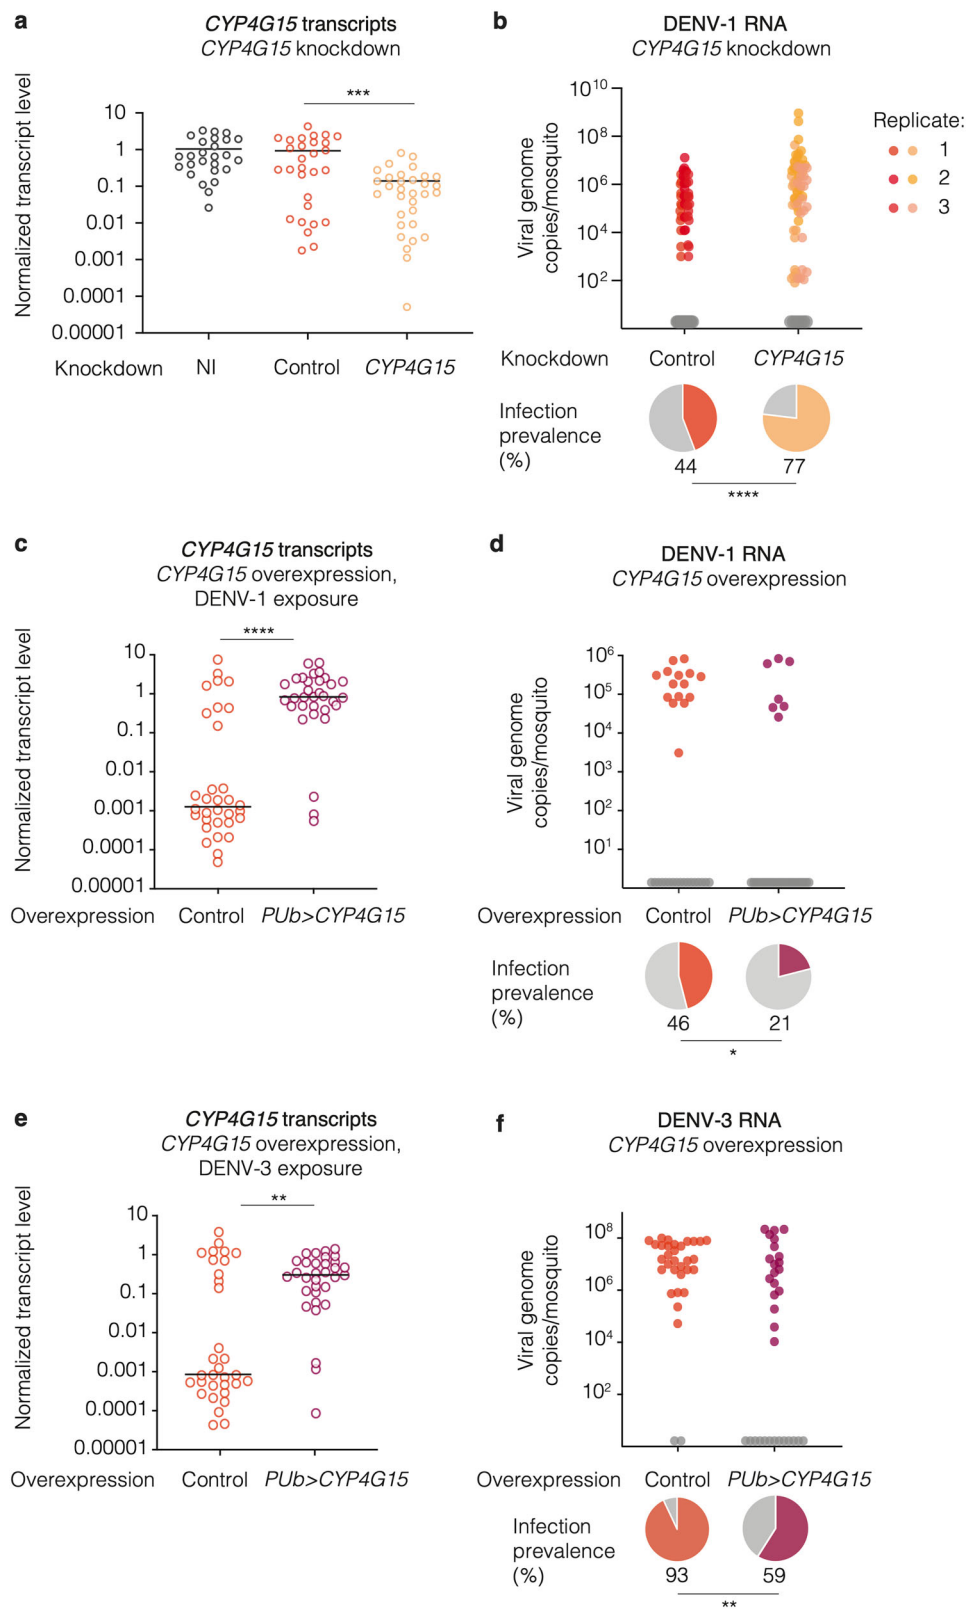 a
CYP4G15 transcripts
CYP4G15 knockdown
Normalized transcript level
***
10
1
0.1
0.01
0.001
0.0001
0.00001
Knockdown
NI
Control
CYP4G15
b
DENV-1 RNA
CYP4G15 knockdown
Viral genome
copies/mosquito
10¹⁰
10⁸
10⁶
10⁴
10²
Replicate:
1
2
3
Knockdown
Control
CYP4G15
Infection
prevalence
(%)
44
77
****
c
CYP4G15 transcripts
CYP4G15 overexpression,
DENV-1 exposure
Normalized transcript level
****
10
1
0.1
0.01
0.001
0.0001
0.00001
Overexpression
Control
PUb>CYP4G15
d
DENV-1 RNA
CYP4G15 overexpression
Viral genome
copies/mosquito
10⁶
10⁵
10⁴
10³
10²
10¹
Overexpression
Control
PUb>CYP4G15
Infection
prevalence
(%)
46
21
*
e
CYP4G15 transcripts
CYP4G15 overexpression,
DENV-3 exposure
Normalized transcript level
**
10
1
0.1
0.01
0.001
0.0001
0.00001
Overexpression
Control
PUb>CYP4G15
f
DENV-3 RNA
CYP4G15 overexpression
Viral genome
copies/mosquito
10⁸
10⁶
10⁴
10²
Overexpression
Control
PUb>CYP4G15
Infection
prevalence
(%)
93
59
**